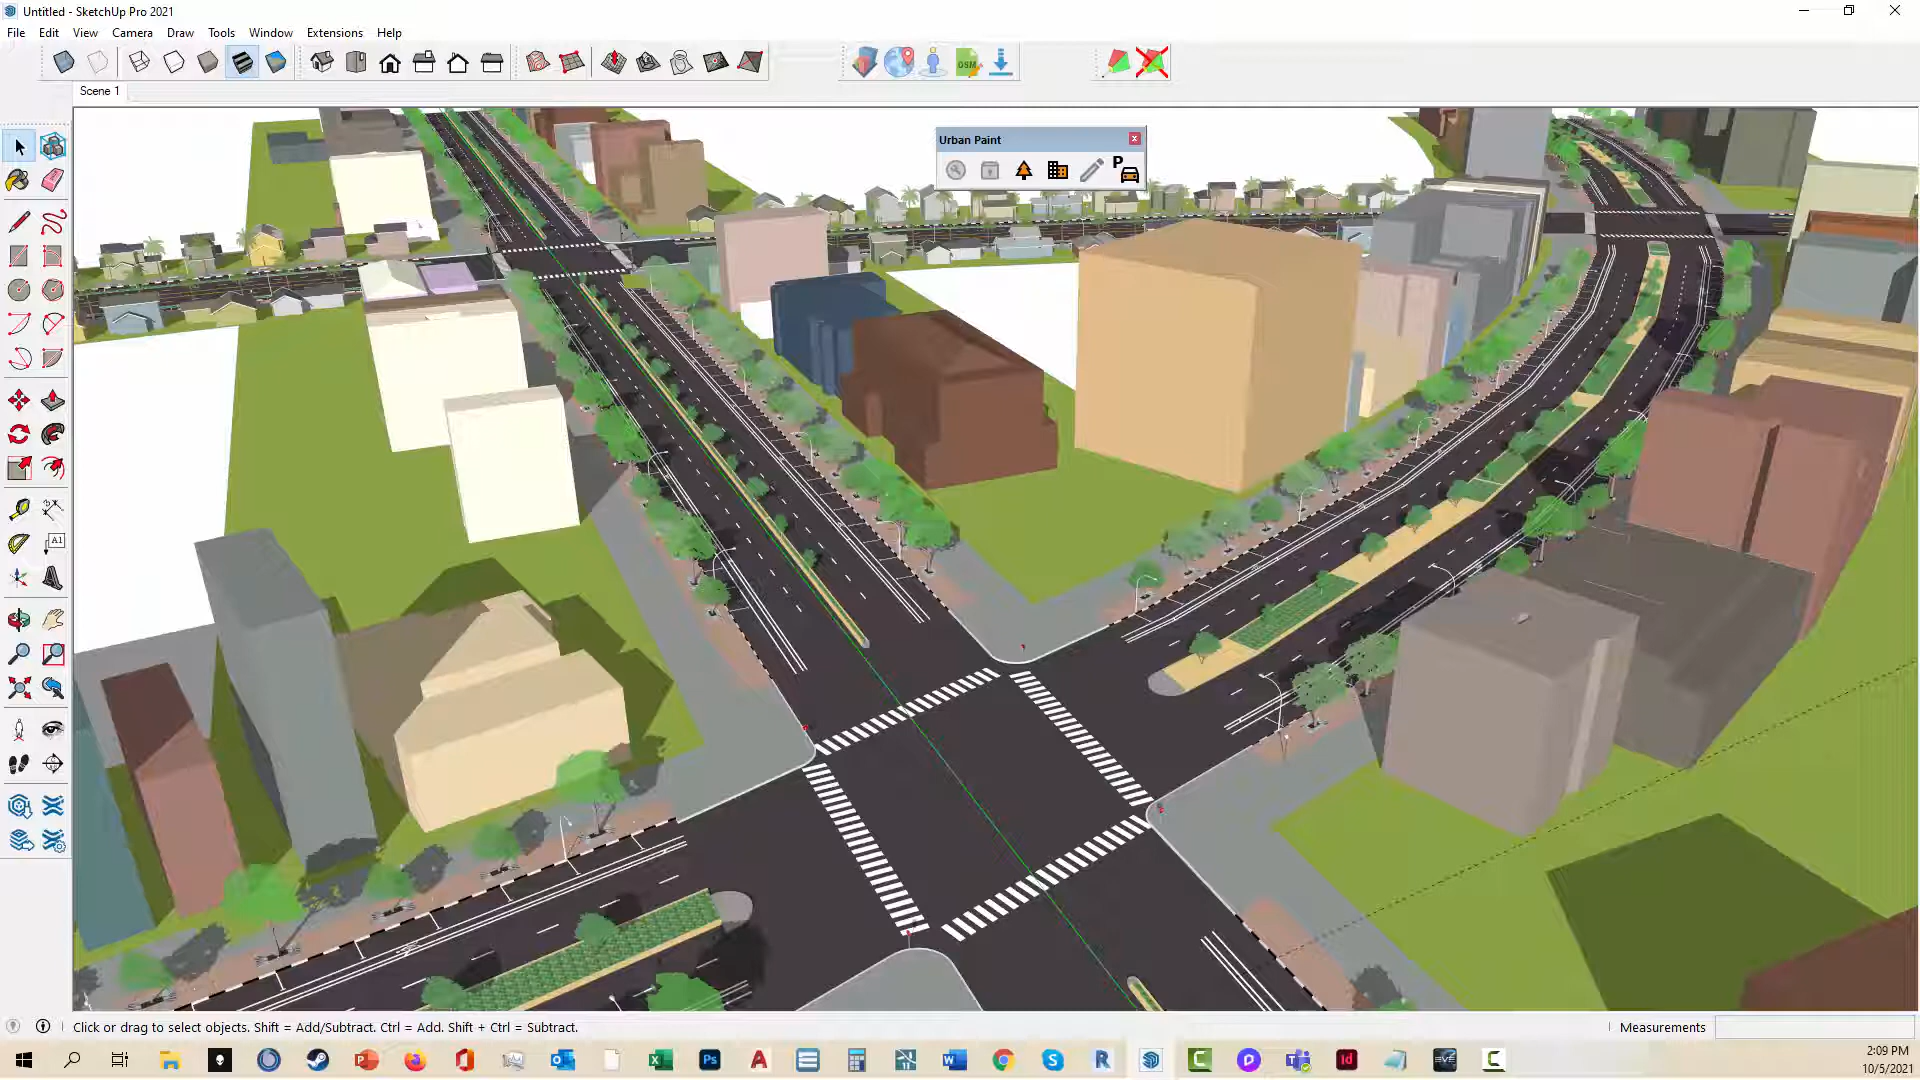 Untitled - SketchUp Pro 2021
File Edit View Camera Draw Tools Window Extensions Help
OSM
Scene 1
Urban Paint
P
A1
Click or drag to select objects. Shift = Add/Subtract. Ctrl = Add. Shift + Ctrl = Subtract.
Measurements
2:09 PM
10/5/2021